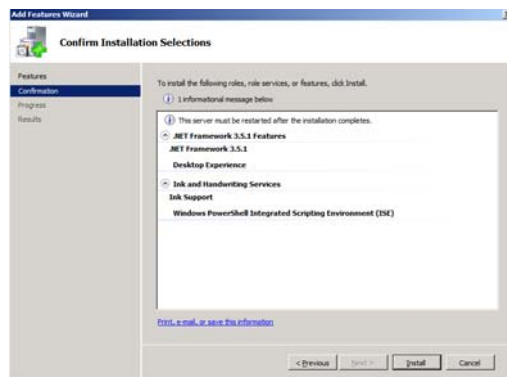 Add Features Wizard
Confirm Installation Selections
Features
Confirmation
Progress
Results
To install the following roles, role services, or features, click Install.
1 informational message below
This server must be restarted after the installation completes.
.NET Framework 3.5.1 Features
.NET Framework 3.5.1
Desktop Experience
Ink and Handwriting Services
Ink Support
Windows PowerShell Integrated Scripting Environment (ISE)
Print, e-mail, or save this information
< Previous
Next >
Install
Cancel